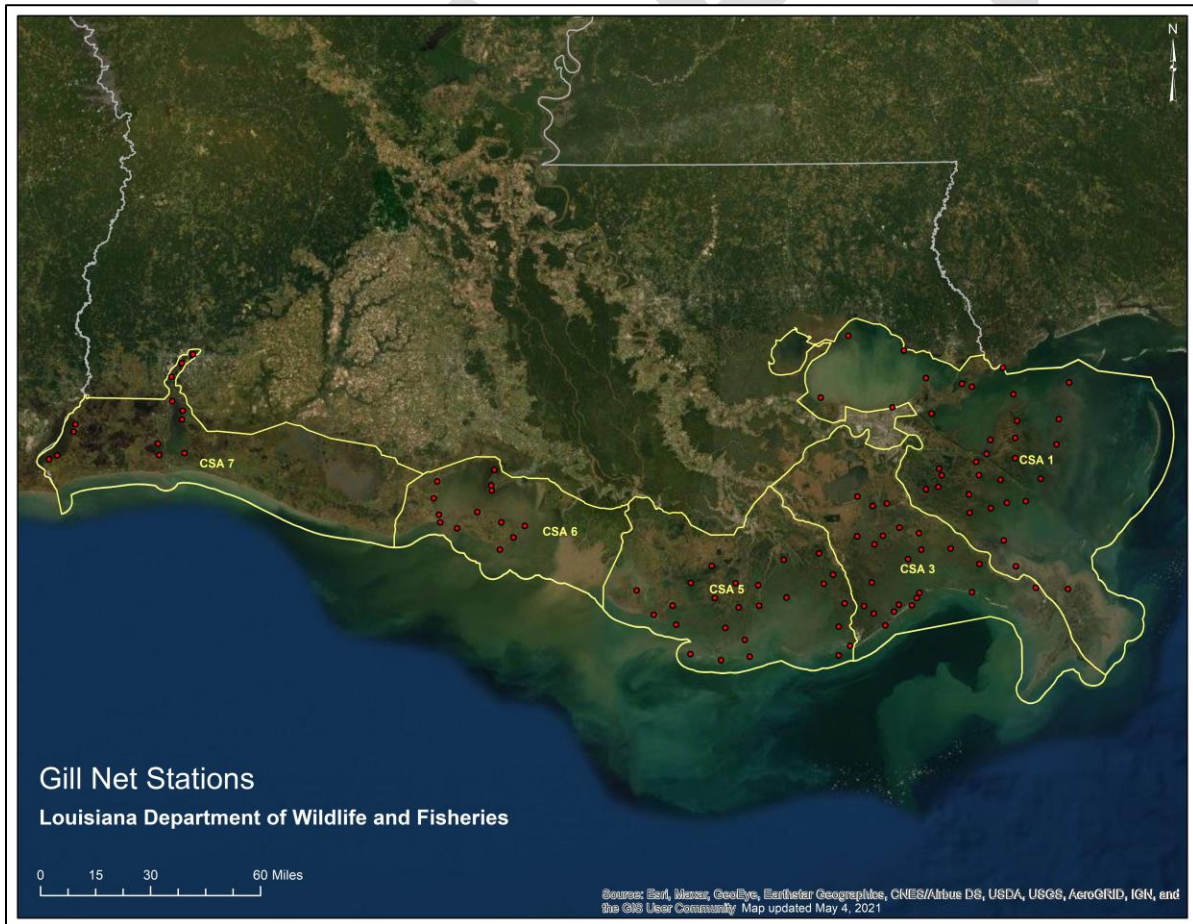 N
CSA 1
CSA 7
CSA 6
CSA 3
CSA 5
Gill Net Stations
Louisiana Department of Wildlife and Fisheries
0 15 30 60 Miles
Source: Esri, Maxar, GeoEye, Earthstar Geographics, CNES/Airbus DS, USDA, USGS, AeroGRID, IGN, and
the GIS User Community Map updated May 4, 2021